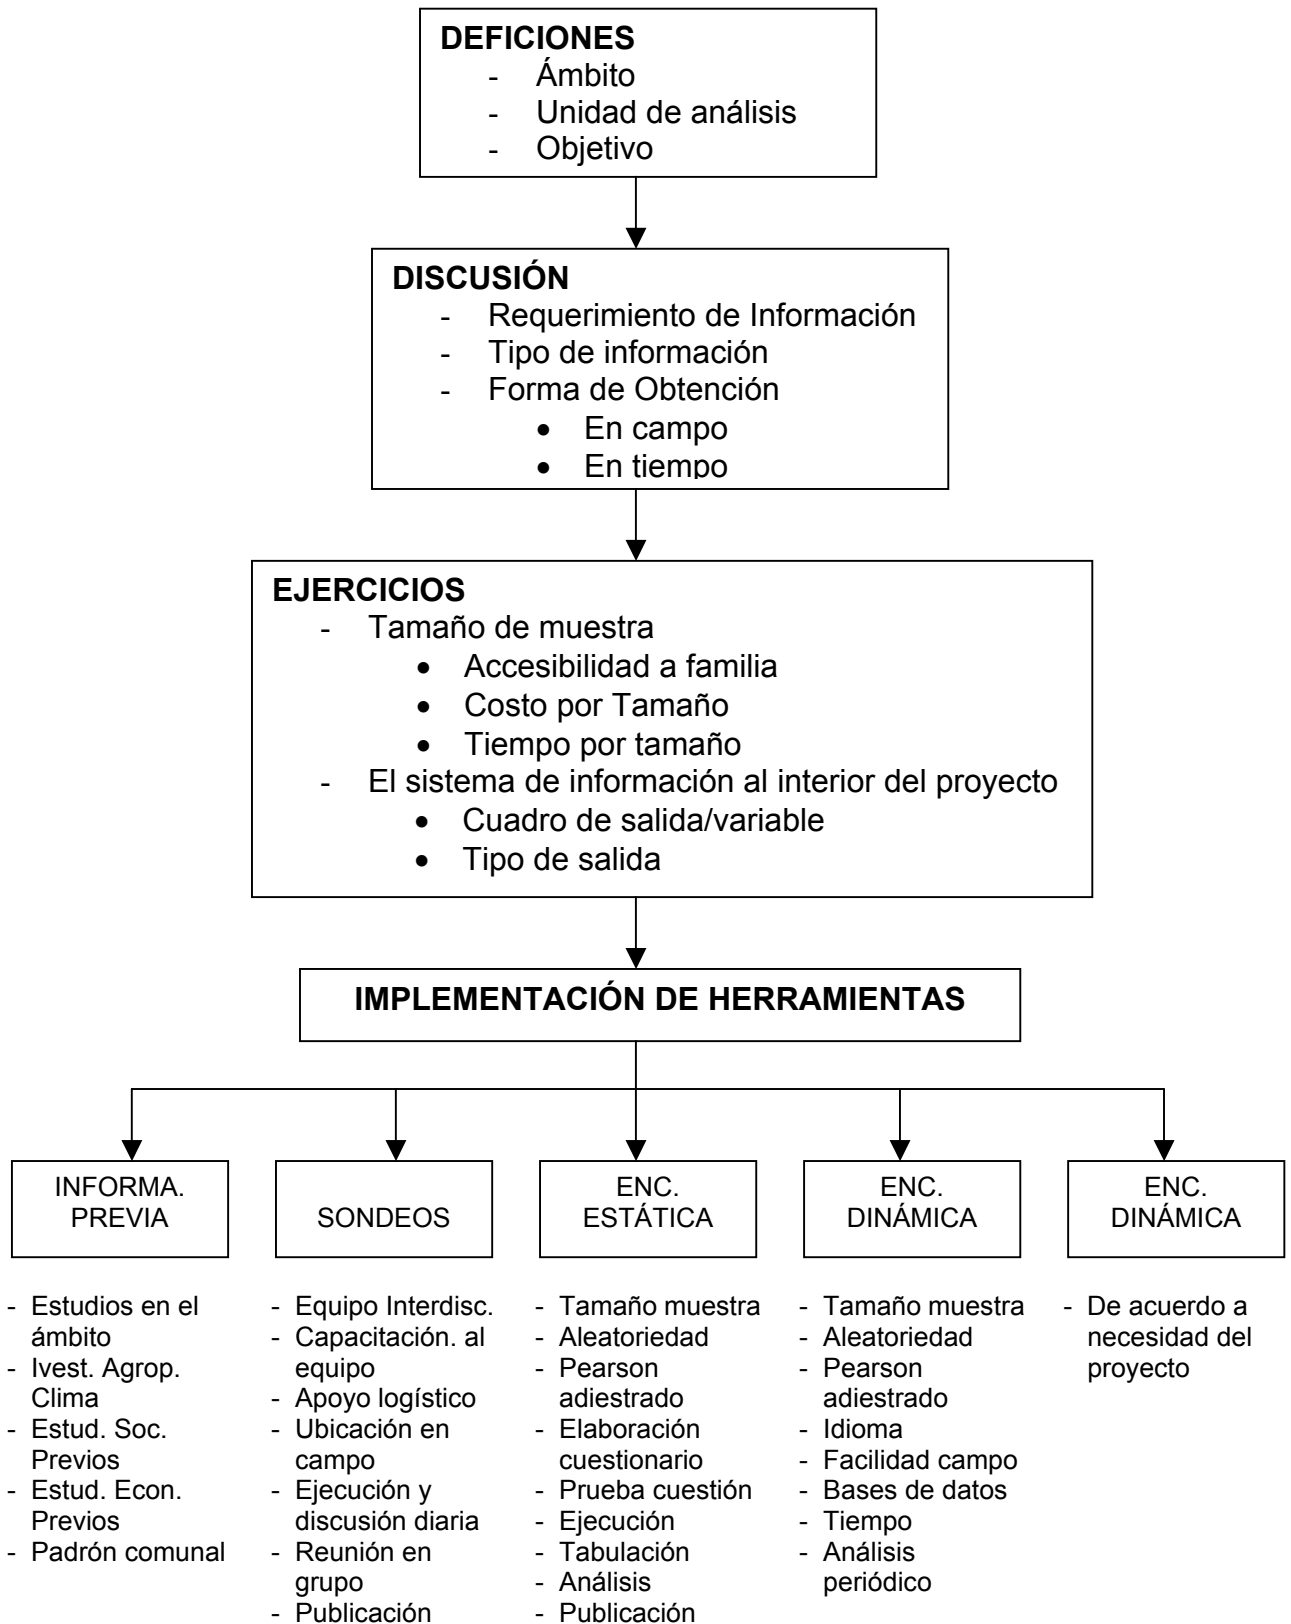 DEFICIONES
- Ámbito
- Unidad de análisis
- Objetivo
DISCUSIÓN
- Requerimiento de Información
- Tipo de información
- Forma de Obtención
• En campo
• En tiempo
EJERCICIOS
- Tamaño de muestra
• Accesibilidad a familia
• Costo por Tamaño
• Tiempo por tamaño
- El sistema de información al interior del proyecto
• Cuadro de salida/variable
• Tipo de salida
IMPLEMENTACIÓN DE HERRAMIENTAS
INFORMA.
PREVIA
- Estudios en el
ámbito
- Ivest. Agrop.
Clima
- Estud. Soc.
Previos
- Estud. Econ.
Previos
- Padrón comunal
SONDEOS
- Equipo Interdisc.
- Capacitación. al
equipo
- Apoyo logístico
- Ubicación en
campo
- Ejecución y
discusión diaria
- Reunión en
grupo
- Publicación
ENC.
ESTÁTICA
- Tamaño muestra
- Aleatoriedad
- Pearson
adiestrado
- Elaboración
cuestionario
- Prueba cuestión
- Ejecución
- Tabulación
- Análisis
- Publicación
ENC.
DINÁMICA
- Tamaño muestra
- Aleatoriedad
- Pearson
adiestrado
- Idioma
- Facilidad campo
- Bases de datos
- Tiempo
- Análisis
periódico
ENC.
DINÁMICA
- De acuerdo a
necesidad del
proyecto